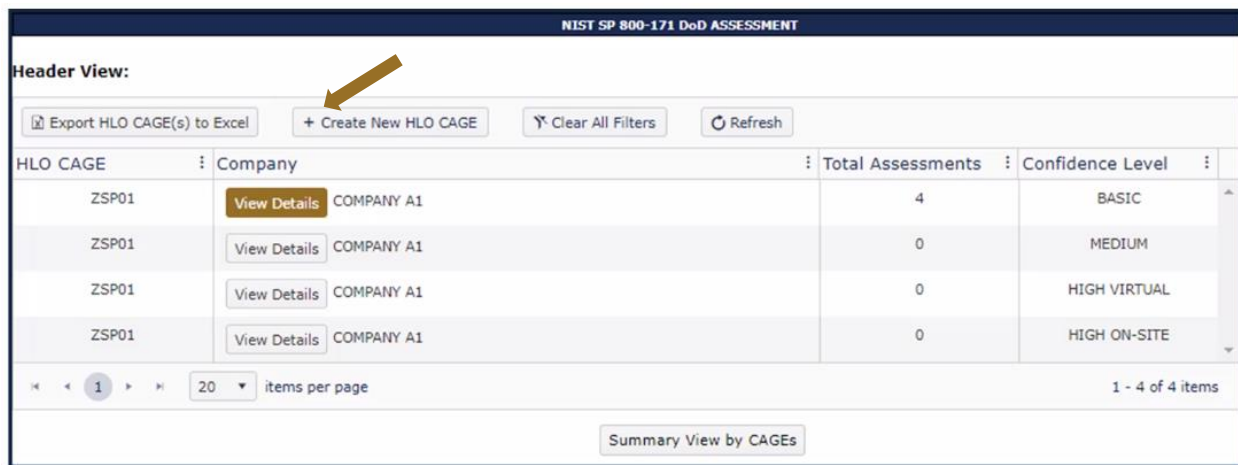 NIST SP 800-171 DoD ASSESSMENT
Header View:
Export HLO CAGE(s) to Excel + Create New HLO CAGE Clear All Filters Refresh
HLO CAGE Company Total Assessments Confidence Level
ZSP01 View Details COMPANY A1 4 BASIC
ZSP01 View Details COMPANY A1 0 MEDIUM
ZSP01 View Details COMPANY A1 0 HIGH VIRTUAL
ZSP01 View Details COMPANY A1 0 HIGH ON-SITE
1 20 items per page 1 - 4 of 4 items
Summary View by CAGEs